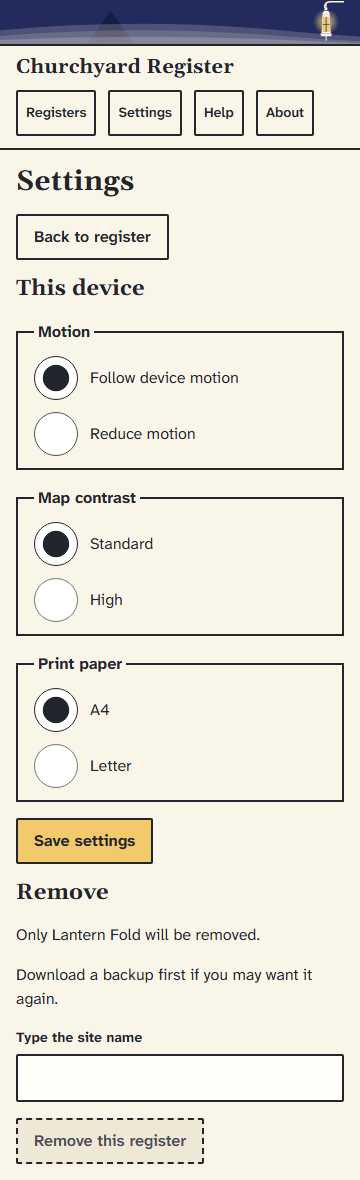 Churchyard Register
Registers
Settings
Help
About
Settings
Back to register
This device
Motion
Follow device motion
Reduce motion
Map contrast
Standard
High
Print paper
A4
Letter
Save settings
Remove
Only Lantern Fold will be removed.
Download a backup first if you may want it
again.
Type the site name
Remove this register